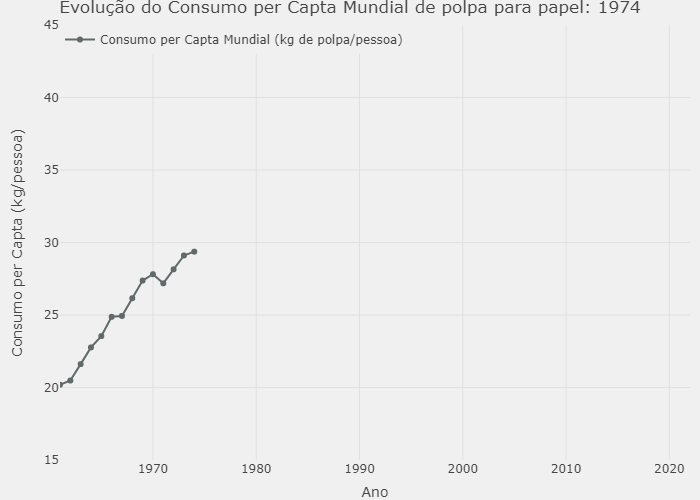 Evolução do Consumo per Capta Mundial de polpa para papel: 1974
Consumo per Capta Mundial (kg de polpa/pessoa)
Consumo per Capta (kg/pessoa)
45
40
35
30
25
20
15
1970 1980 1990 2000 2010 2020
Ano